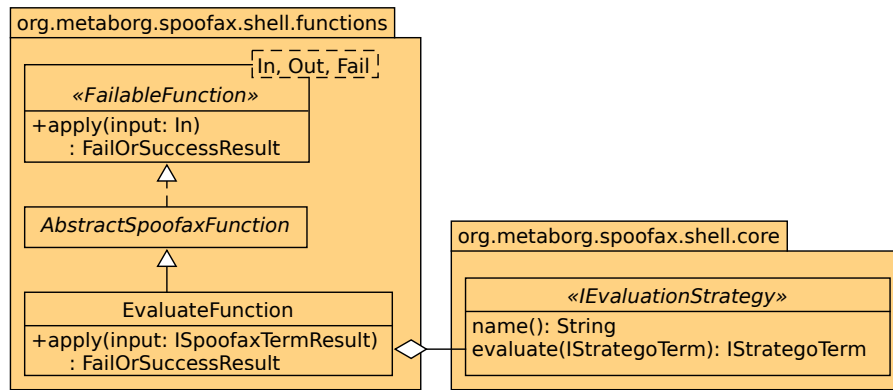 org.metaborg.spoofax.shell.functions
In, Out, Fail
«FailableFunction»
+apply(input: In)
: FailOrSuccessResult
AbstractSpoofaxFunction
EvaluateFunction
+apply(input: ISpoofaxTermResult)
: FailOrSuccessResult
org.metaborg.spoofax.shell.core
«IEvaluationStrategy»
name(): String
evaluate(IStrategoTerm): IStrategoTerm